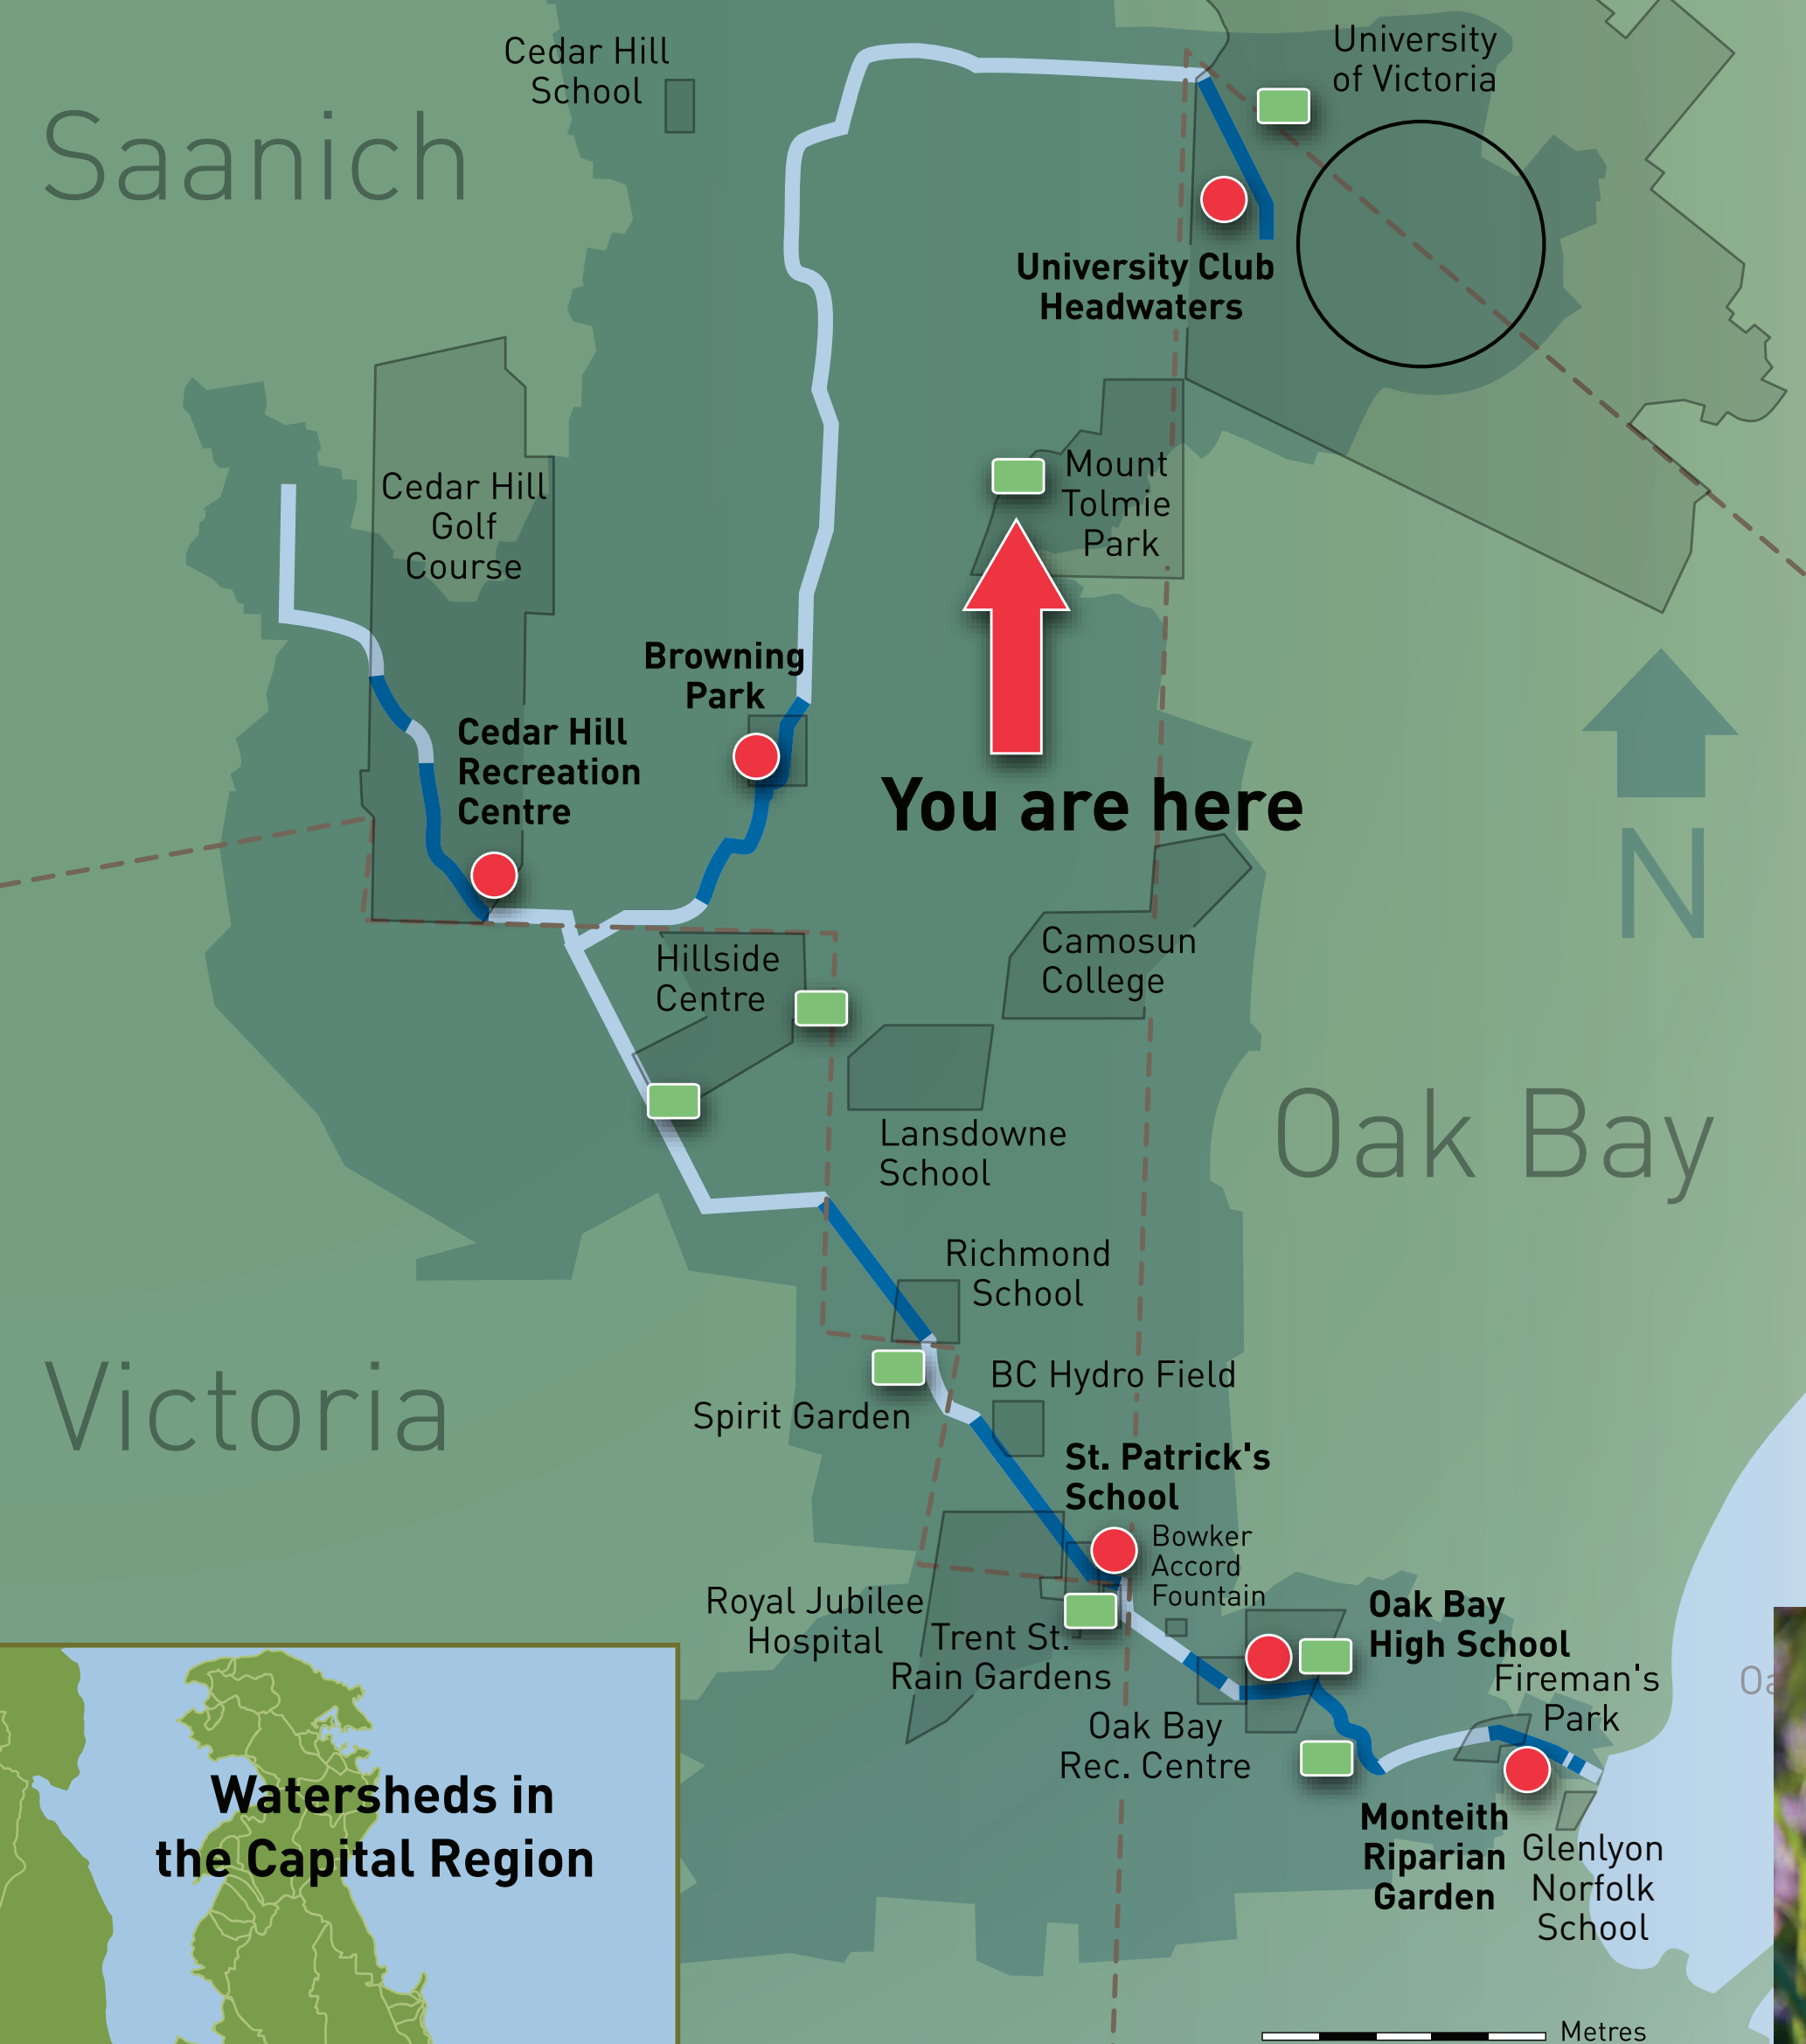 Cedar Hill
School
University
of Victoria
Saanich
University Club
Headwaters
Cedar Hill
Golf
Course
Mount
Tolmie
Park
Browning
Park
Cedar Hill
Recreation
Centre
You are here
N
Hillside
Centre
Camosun
College
Lansdowne
School
Oak Bay
Richmond
School
Victoria
BC Hydro Field
Spirit Garden
St. Patrick's
School
Bowker
Accord
Fountain
Royal Jubilee
Hospital
Trent St.
Rain Gardens
Oak Bay
High School
Fireman's
Park
Oak Bay
Rec. Centre
Monteith
Riparian
Garden
Glenlyon
Norfolk
School
Watersheds in
the Capital Region
Metres